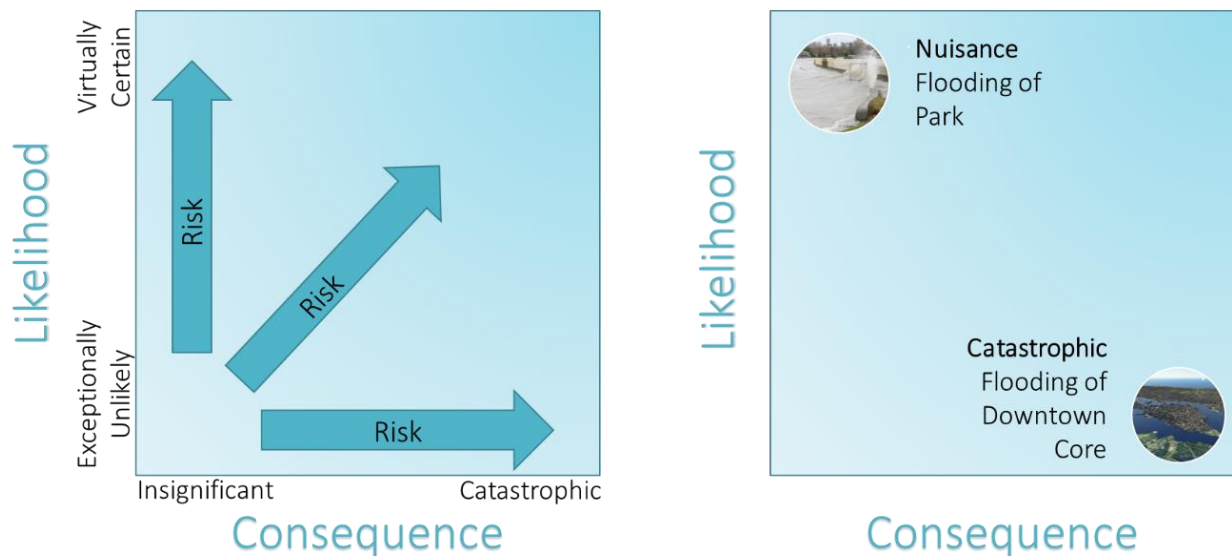 Likelihood
Virtually
Certain
Exceptionally
Unlikely
Risk
Risk
Risk
Insignificant
Catastrophic
Consequence
Likelihood
Nuisance
Flooding of
Park
Catastrophic
Flooding of
Downtown
Core
Consequence